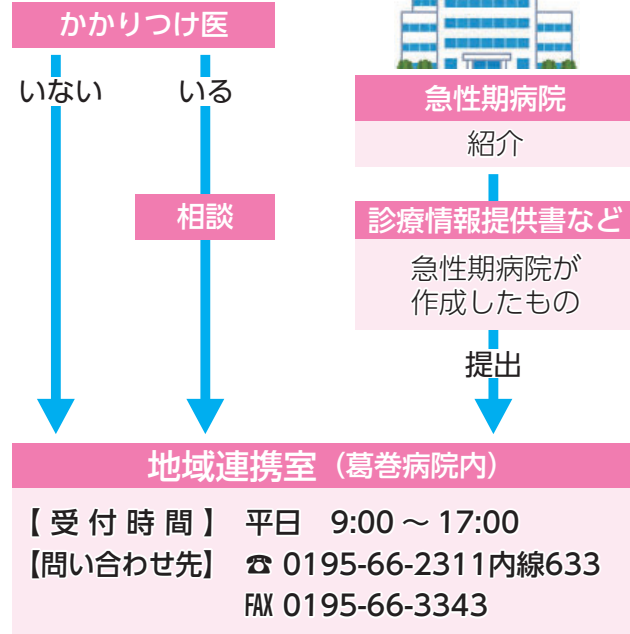 かかりつけ医
いない
いる
相談
急性期病院
紹介
診療情報提供書など
急性期病院が
作成したもの
提出
地域連携室（葛巻病院内）
【受付時間】 平日 9:00～17:00
【問い合わせ先】 ☎ 0195-66-2311内線633
FAX 0195-66-3343